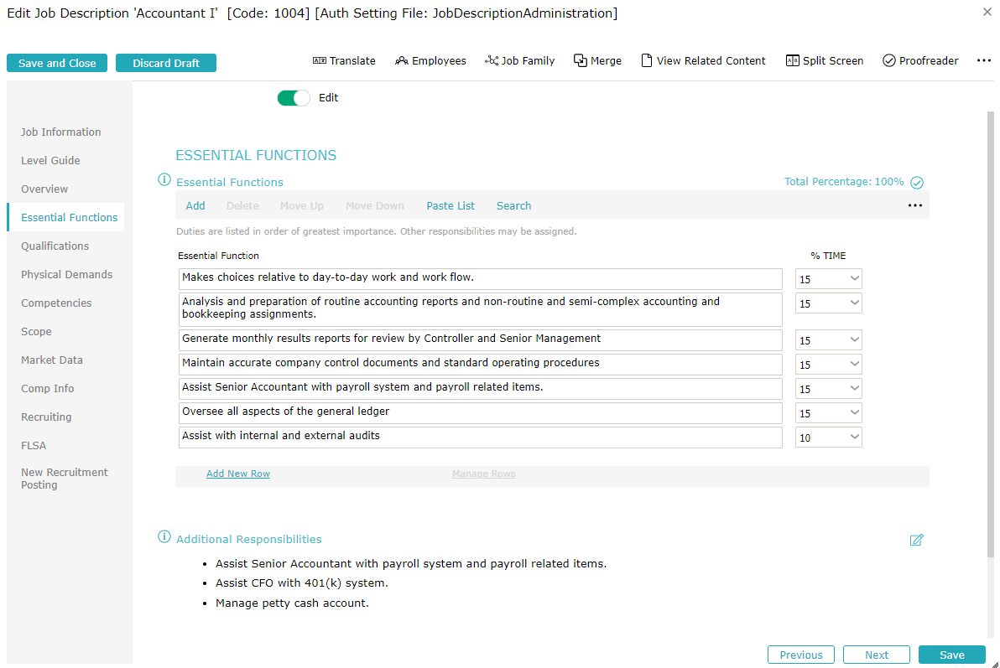 Edit Job Description 'Accountant I'  [Code: 1004] [Auth Setting File: JobDescriptionAdministration]
Save and Close
Discard Draft
Translate
Employees
Job Family
Merge
View Related Content
Split Screen
Proofreader
Edit
Job Information
Level Guide
Overview
Essential Functions
Qualifications
Physical Demands
Competencies
Scope
Market Data
Comp Info
Recruiting
FLSA
New Recruitment
Posting
ESSENTIAL FUNCTIONS
Essential Functions
Total Percentage: 100%
Add
Delete
Move Up
Move Down
Paste List
Search
Duties are listed in order of greatest importance. Other responsibilities may be assigned.
Essential Function
% TIME
Makes choices relative to day-to-day work and work flow.
15
Analysis and preparation of routine accounting reports and non-routine and semi-complex accounting and
bookkeeping assignments.
15
Generate monthly results reports for review by Controller and Senior Management
15
Maintain accurate company control documents and standard operating procedures
15
Assist Senior Accountant with payroll system and payroll related items.
15
Oversee all aspects of the general ledger
15
Assist with internal and external audits
10
Add New Row
Manage Rows
Additional Responsibilities
• Assist Senior Accountant with payroll system and payroll related items.
• Assist CFO with 401(k) system.
• Manage petty cash account.
Previous
Next
Save